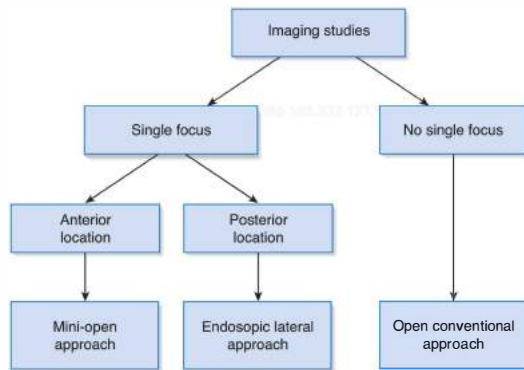 Imaging studies
Single focus
No single focus
Anterior
location
Posterior
location
Mini-open
approach
Endosopic lateral
approach
Open conventional
approach